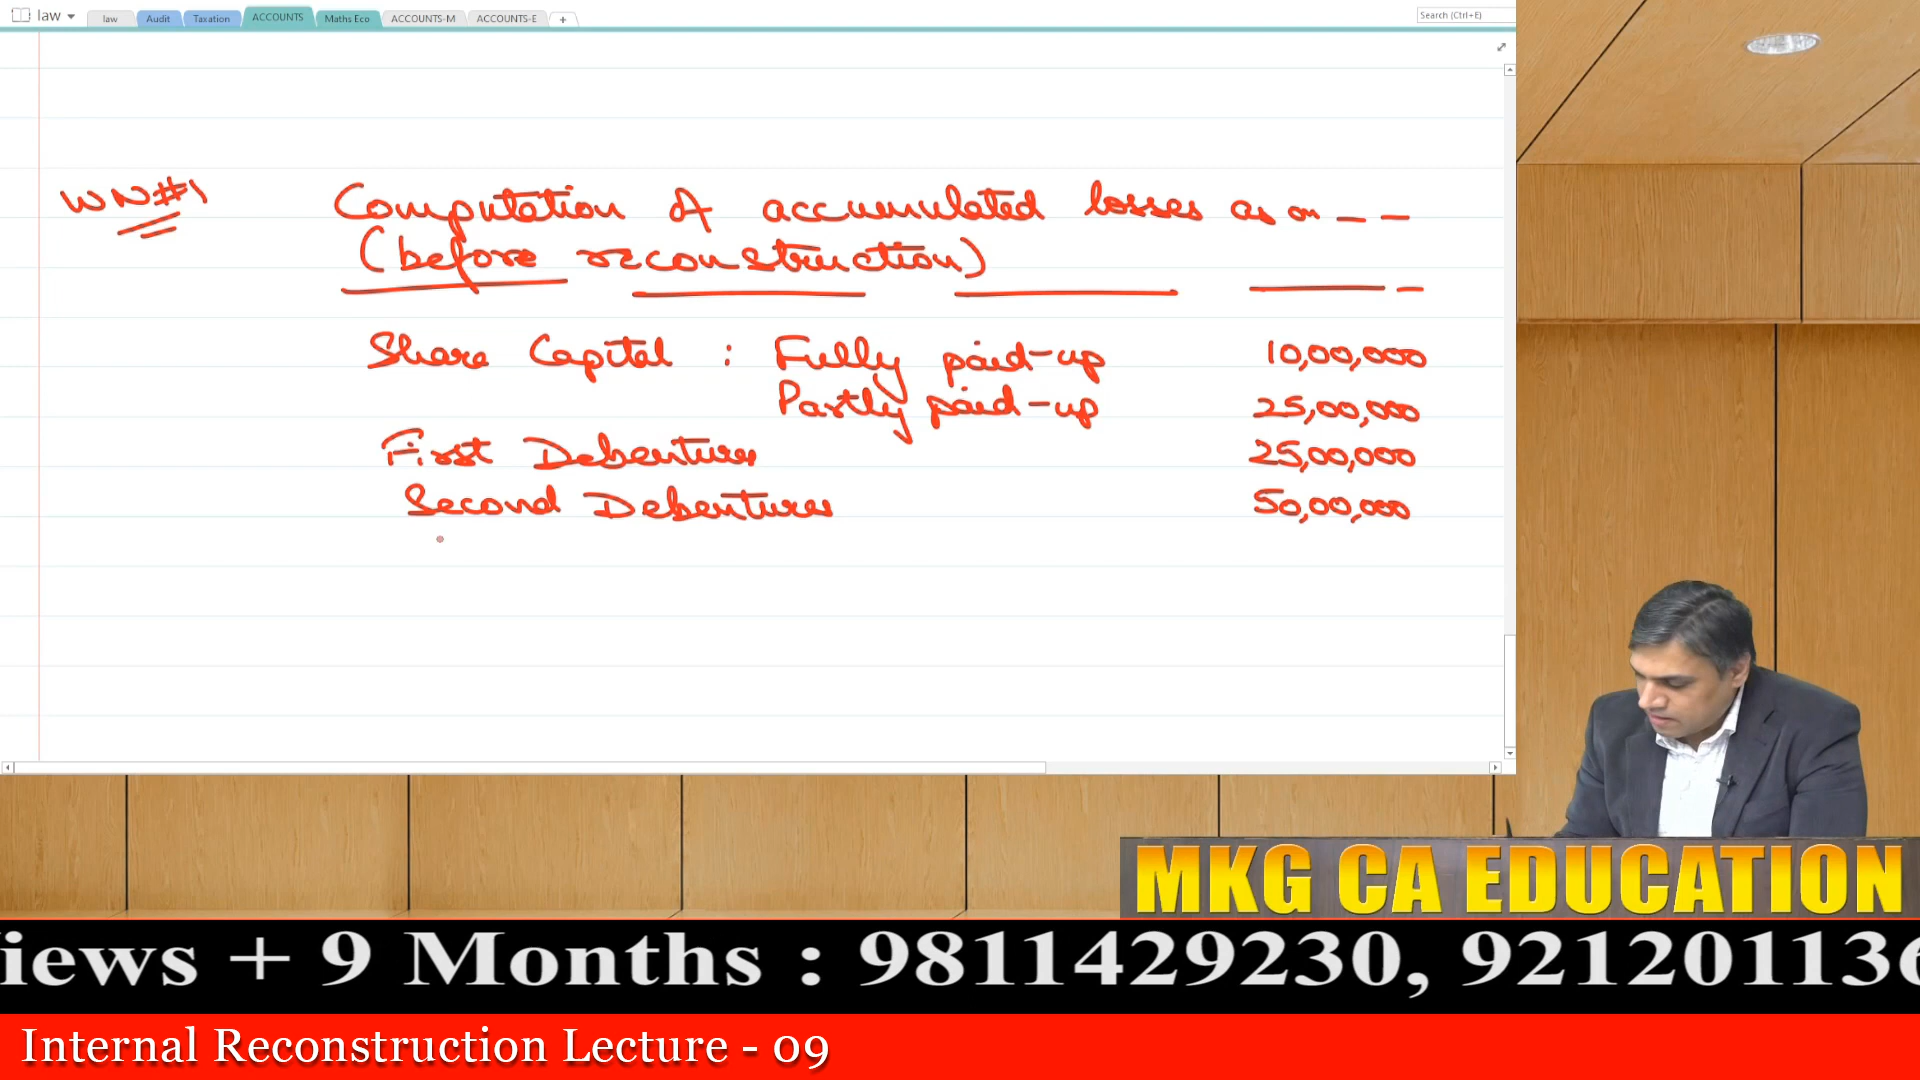 law
law
Audit
Taxation
ACCOUNTS
Maths Eco
ACCOUNTS-M
ACCOUNTS-E
+
Search (Ctrl+E)
WN#1
Computation of accumulated losses as on _ _
(before reconstruction)
Share Capital : Fully paid-up 10,00,000
Partly paid-up 25,00,000
First Debentures 25,00,000
Second Debentures 50,00,000
MKG CA EDUCATION
iews + 9 Months : 9811429230, 921201136
Internal Reconstruction Lecture - 09